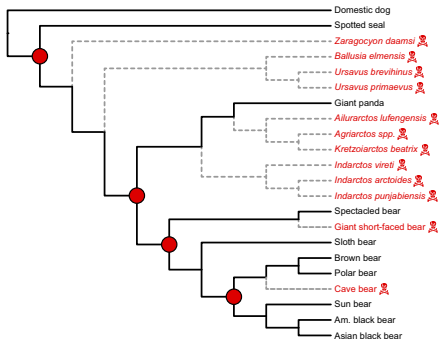 Domestic dog
Spotted seal
Zaragocyon daamsi
Ballusia elmensis
Ursavus brevihinus
Ursavus primaevus
Giant panda
Ailurarctos lufengensis
Agriarctos spp.
Kretzoiarctos beatrix
Indarctos vireti
Indarctos arctoides
Indarctos punjabiensis
Spectacled bear
Giant short-faced bear
Sloth bear
Brown bear
Polar bear
Cave bear
Sun bear
Am. black bear
Asian black bear